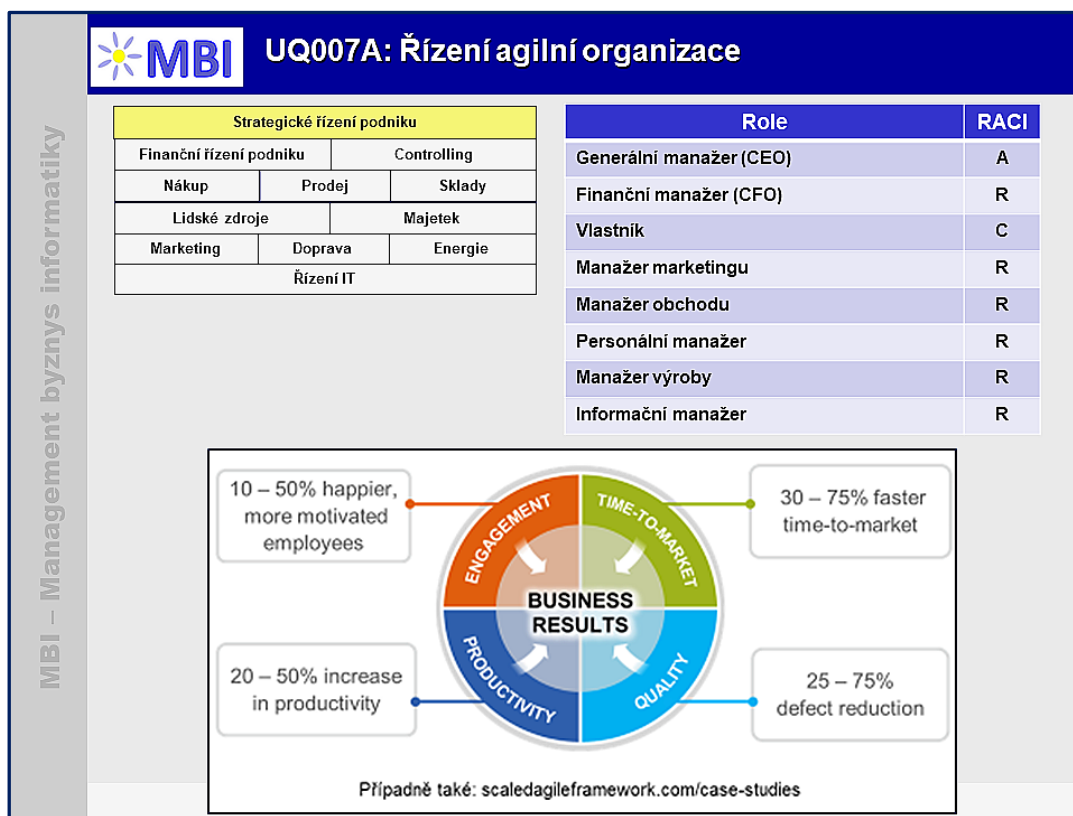 MBI – Management byznys informatiky
MBI
UQ007A: Řízení agilní organizace
Strategické řízení podniku
Finanční řízení podniku Controlling
Nákup Prodej Sklady
Lidské zdroje Majetek
Marketing Doprava Energie
Řízení IT
Role RACI
Generální manažer (CEO) A
Finanční manažer (CFO) R
Vlastník C
Manažer marketingu R
Manažer obchodu R
Personální manažer R
Manažer výroby R
Informační manažer R
10 – 50% happier,
more motivated
employees
ENGAGEMENT
TIME-TO-MARKET
30 – 75% faster
time-to-market
BUSINESS
RESULTS
20 – 50% increase
in productivity
PRODUCTIVITY
QUALITY
25 – 75%
defect reduction
Případně také: scaledagileframework.com/case-studies